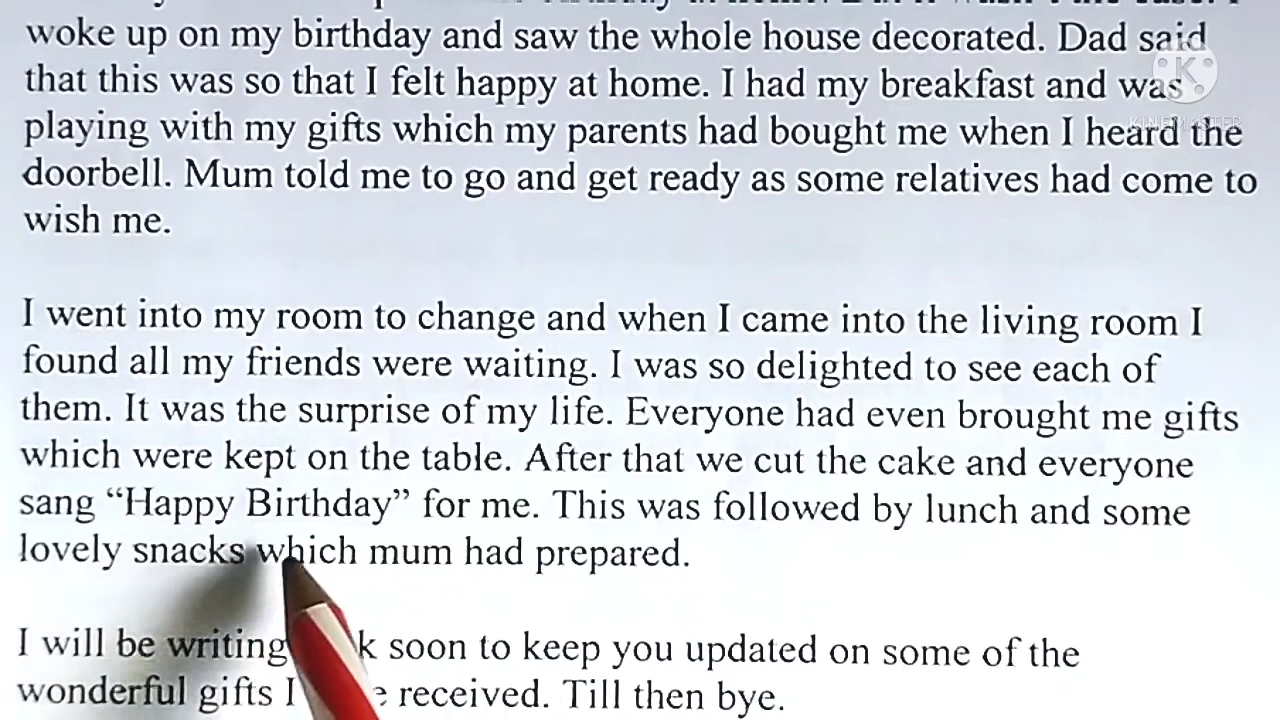 woke up on my birthday and saw the whole house decorated. Dad said
that this was so that I felt happy at home. I had my breakfast and was
playing with my gifts which my parents had bought me when I heard the
doorbell. Mum told me to go and get ready as some relatives had come to
wish me.
I went into my room to change and when I came into the living room I
found all my friends were waiting. I was so delighted to see each of
them. It was the surprise of my life. Everyone had even brought me gifts
which were kept on the table. After that we cut the cake and everyone
sang “Happy Birthday” for me. This was followed by lunch and some
lovely snacks which mum had prepared.
I will be writing soon to keep you updated on some of the
wonderful gifts I received. Till then bye.
K
KINEMASTER